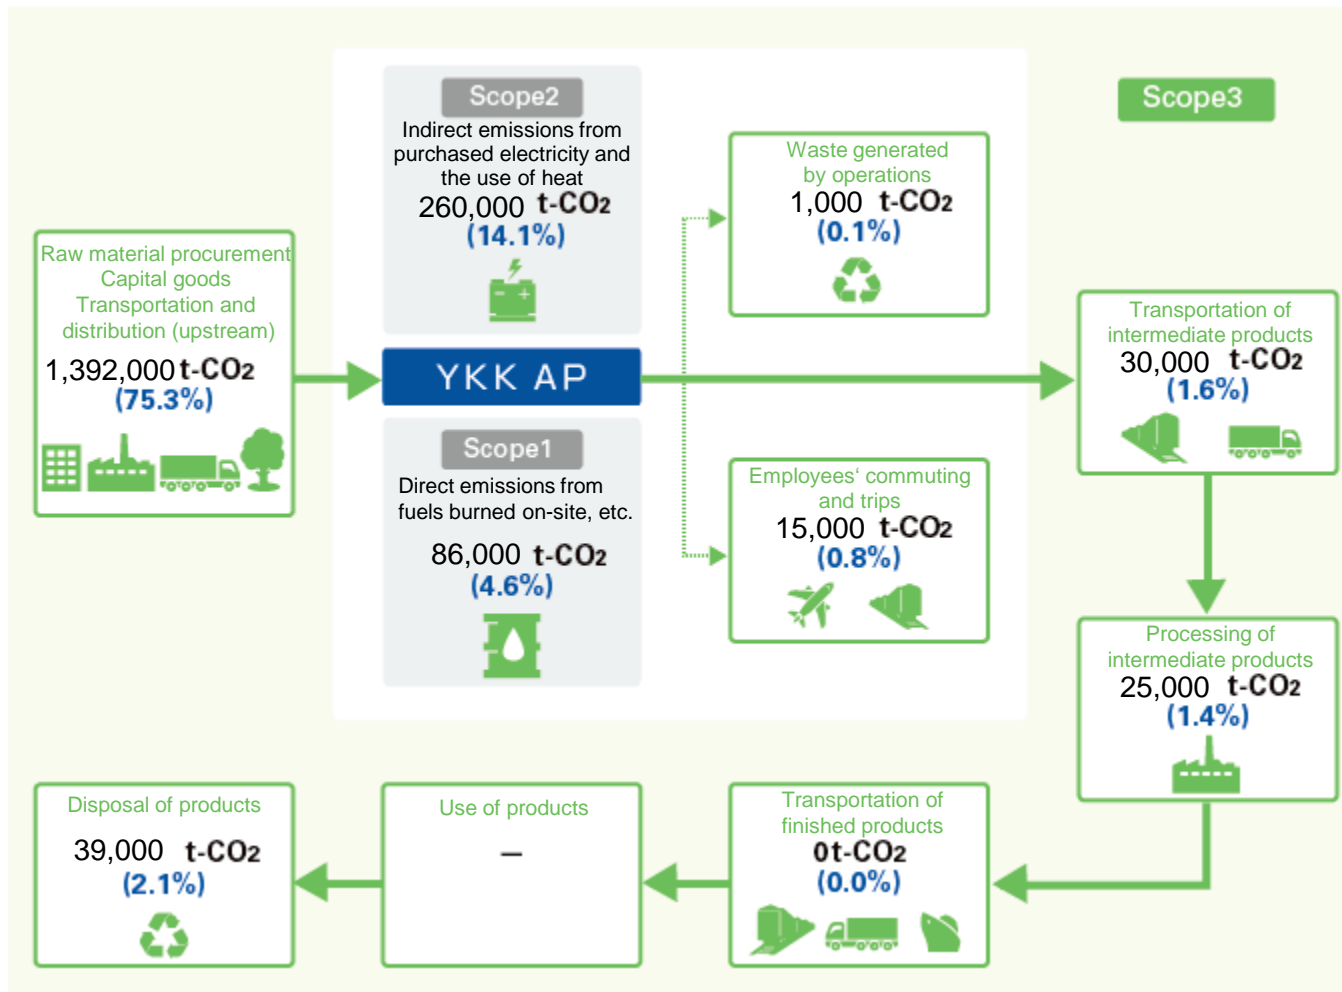 Scope2
Indirect emissions from
purchased electricity and
the use of heat
260,000 t-CO2
(14.1%)
Scope3
Waste generated
by operations
1,000 t-CO2
(0.1%)
Raw material procurement
Capital goods
Transportation and
distribution (upstream)
1,392,000 t-CO2
(75.3%)
YKK AP
Transportation of
intermediate products
30,000 t-CO2
(1.6%)
Scope1
Direct emissions from
fuels burned on-site, etc.
86,000 t-CO2
(4.6%)
Employees‘ commuting
and trips
15,000 t-CO2
(0.8%)
Processing of
intermediate products
25,000 t-CO2
(1.4%)
Disposal of products
39,000 t-CO2
(2.1%)
Use of products
–
Transportation of
finished products
0t-CO2
(0.0%)